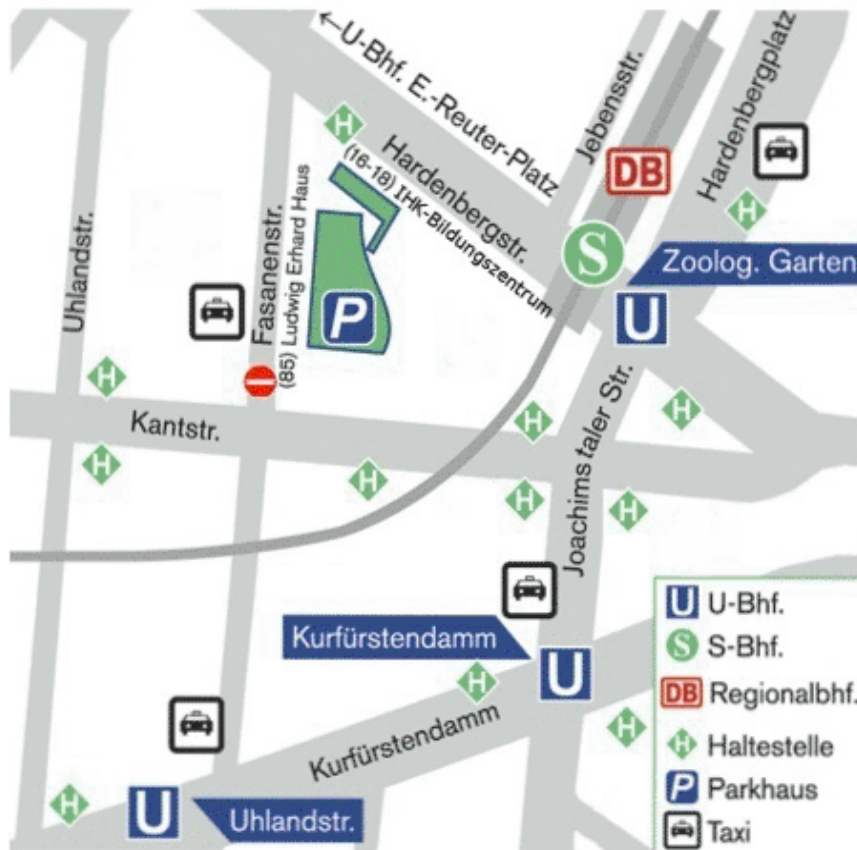 ←U-Bhf. E.-Reuter-Platz
Jebensstr.
Hardenbergplatz
H
Hardenbergstr.
(16-18) IHK-Bildungszentrum
DB
H
Uhlandstr.
Fasanenstr.
(85) Ludwig Erhard Haus
S
Zoolog. Garten
P
U
H
Kantstr.
H
H
H
H
H
H
Joachimstaler Str.
Kurfürstendamm
U
H
Kurfürstendamm
H
H
U
Uhlandstr.
U U-Bhf.
S S-Bhf.
DB Regionalbhf.
H Haltestelle
P Parkhaus
Taxi